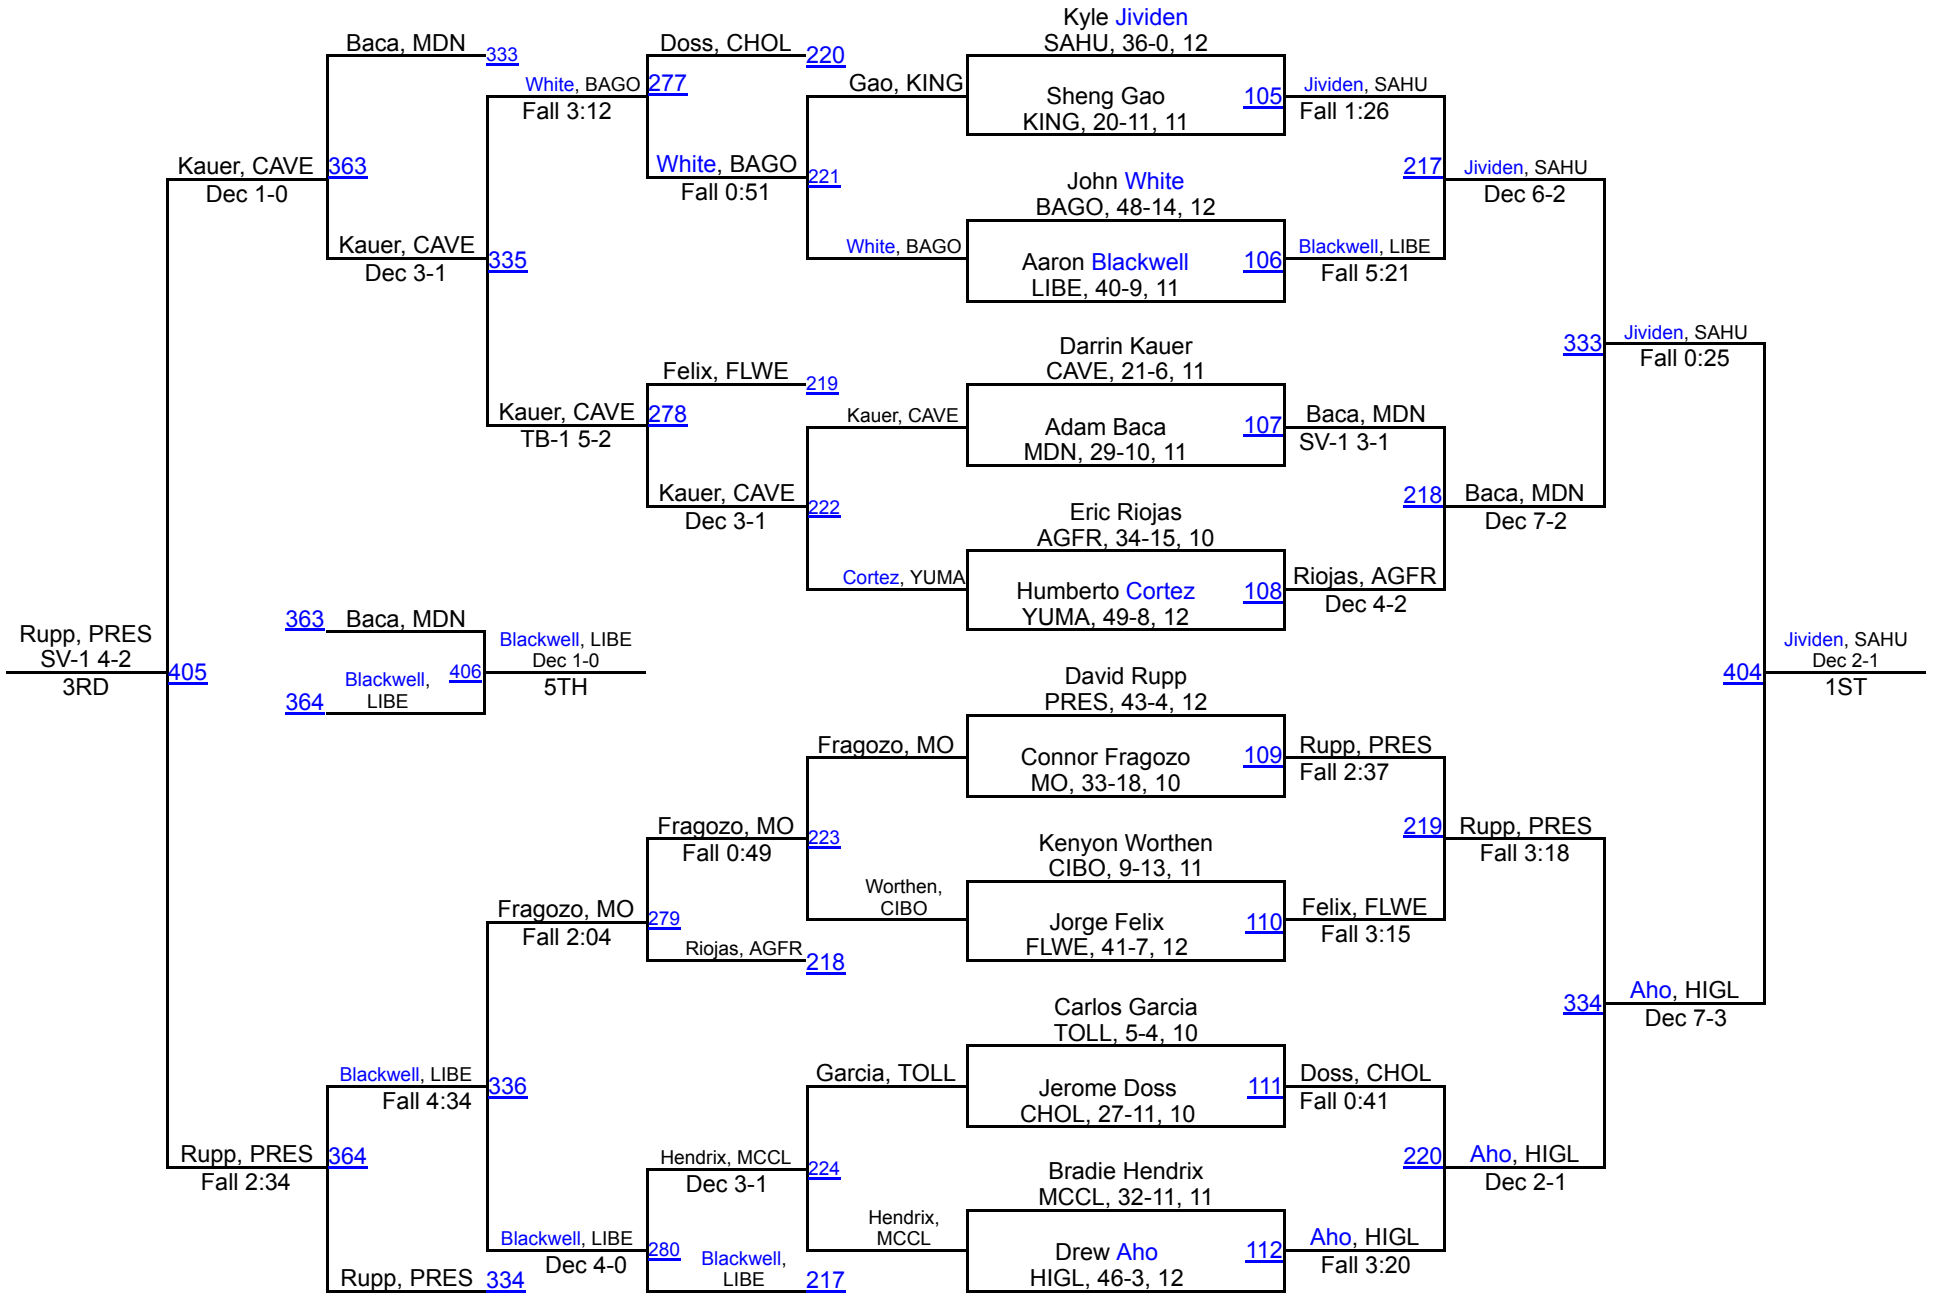 Kyle Jividen
SAHU, 36-0, 12
Baca, MDN
333
Doss, CHOL
220
Gao, KING
Sheng Gao
KING, 20-11, 11
105
Jividen, SAHU
Fall 1:26
White, BAGO
Fall 3:12
277
Kauer, CAVE
Dec 1-0
363
White, BAGO
Fall 0:51
221
John White
BAGO, 48-14, 12
217
Jividen, SAHU
Dec 6-2
Kauer, CAVE
Dec 3-1
335
White, BAGO
Aaron Blackwell
LIBE, 40-9, 11
106
Blackwell, LIBE
Fall 5:21
333
Jividen, SAHU
Fall 0:25
Darrin Kauer
CAVE, 21-6, 11
Felix, FLWE
219
Kauer, CAVE
TB-1 5-2
278
Kauer, CAVE
Adam Baca
MDN, 29-10, 11
107
Baca, MDN
SV-1 3-1
Kauer, CAVE
Dec 3-1
222
Eric Riojas
AGFR, 34-15, 10
218
Baca, MDN
Dec 7-2
Cortez, YUMA
Humberto Cortez
YUMA, 49-8, 12
108
Riojas, AGFR
Dec 4-2
Rupp, PRES
SV-1 4-2
3RD
405
363
Baca, MDN
364
Blackwell,
LIBE
406
Blackwell, LIBE
Dec 1-0
5TH
404
Jividen, SAHU
Dec 2-1
1ST
David Rupp
PRES, 43-4, 12
Fragozo, MO
Connor Fragozo
MO, 33-18, 10
109
Rupp, PRES
Fall 2:37
Fragozo, MO
Fall 0:49
223
Kenyon Worthen
CIBO, 9-13, 11
219
Rupp, PRES
Fall 3:18
Worthen,
CIBO
Jorge Felix
FLWE, 41-7, 12
110
Felix, FLWE
Fall 3:15
Fragozo, MO
Fall 2:04
279
Riojas, AGFR
218
334
Aho, HIGL
Dec 7-3
Carlos Garcia
TOLL, 5-4, 10
Blackwell, LIBE
Fall 4:34
336
Garcia, TOLL
Jerome Doss
CHOL, 27-11, 10
111
Doss, CHOL
Fall 0:41
Rupp, PRES
Fall 2:34
364
Hendrix, MCCL
Dec 3-1
224
Bradie Hendrix
MCCL, 32-11, 11
220
Aho, HIGL
Dec 2-1
Hendrix,
MCCL
Drew Aho
HIGL, 46-3, 12
112
Aho, HIGL
Fall 3:20
Blackwell, LIBE
Dec 4-0
280
Blackwell,
LIBE
217
Rupp, PRES
334